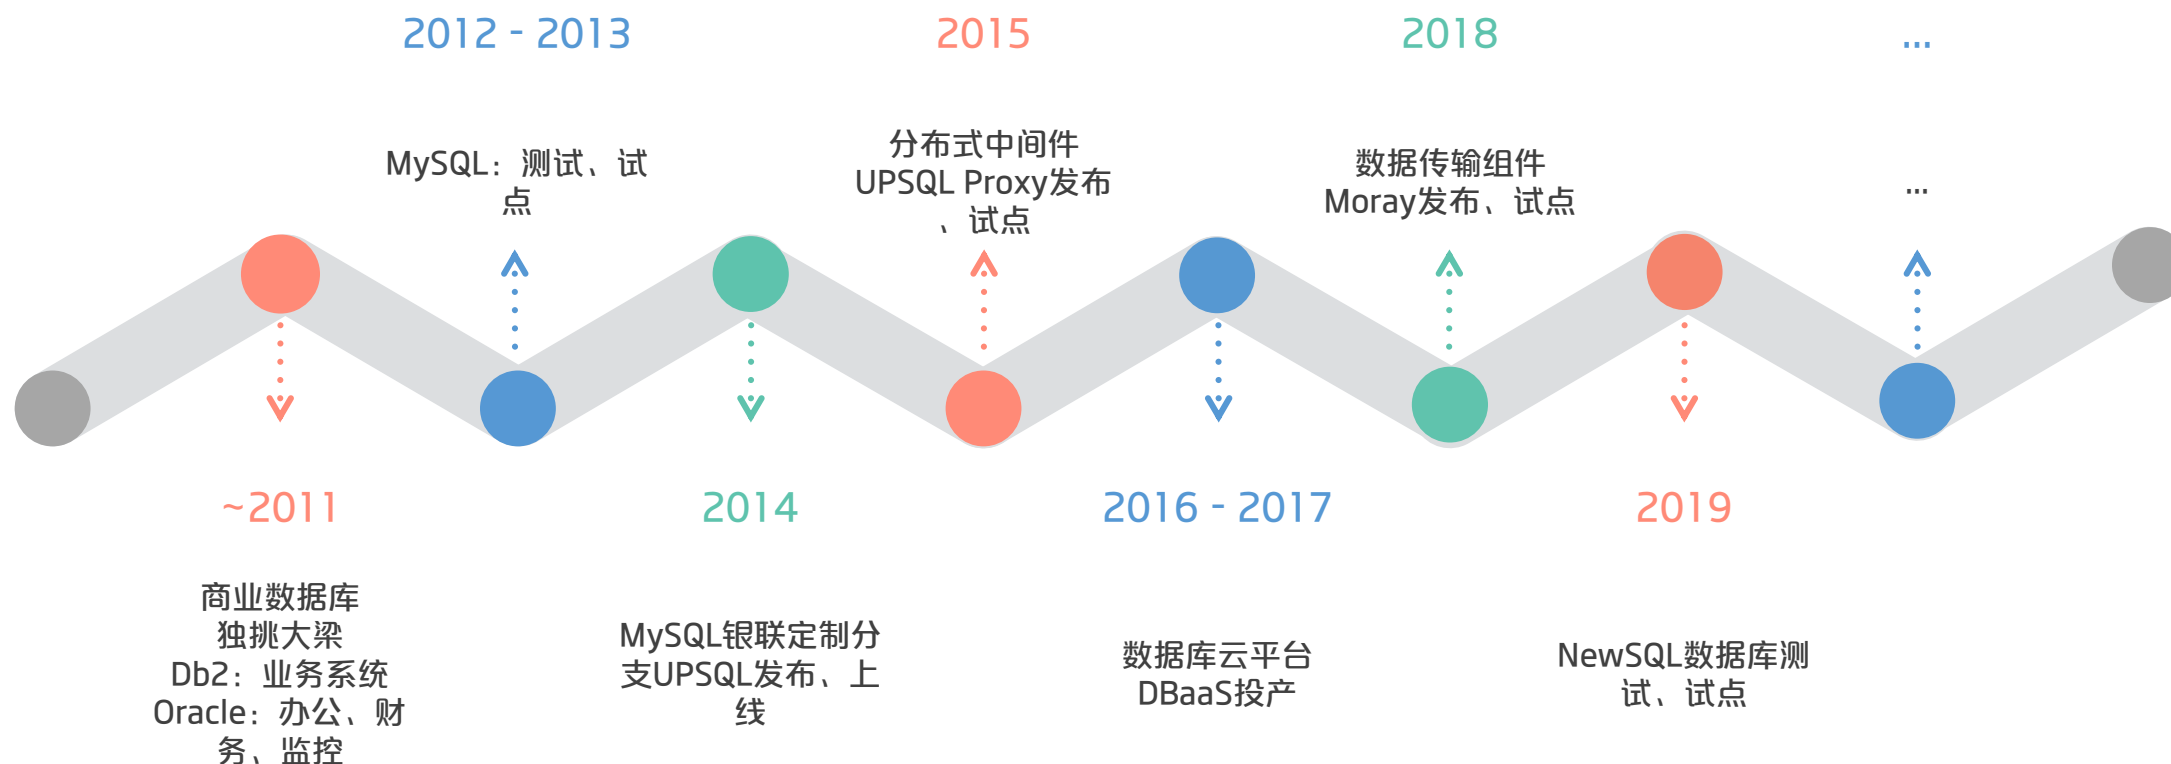 2012 - 2013
MySQL：测试、试
点
2015
分布式中间件
UPSQL Proxy发布
、试点
2018
数据传输组件
Moray发布、试点
...
...
~2011
商业数据库
独挑大梁
Db2：业务系统
Oracle：办公、财
务、监控
2014
MySQL银联定制分
支UPSQL发布、上
线
2016 - 2017
数据库云平台
DBaaS投产
2019
NewSQL数据库测
试、试点